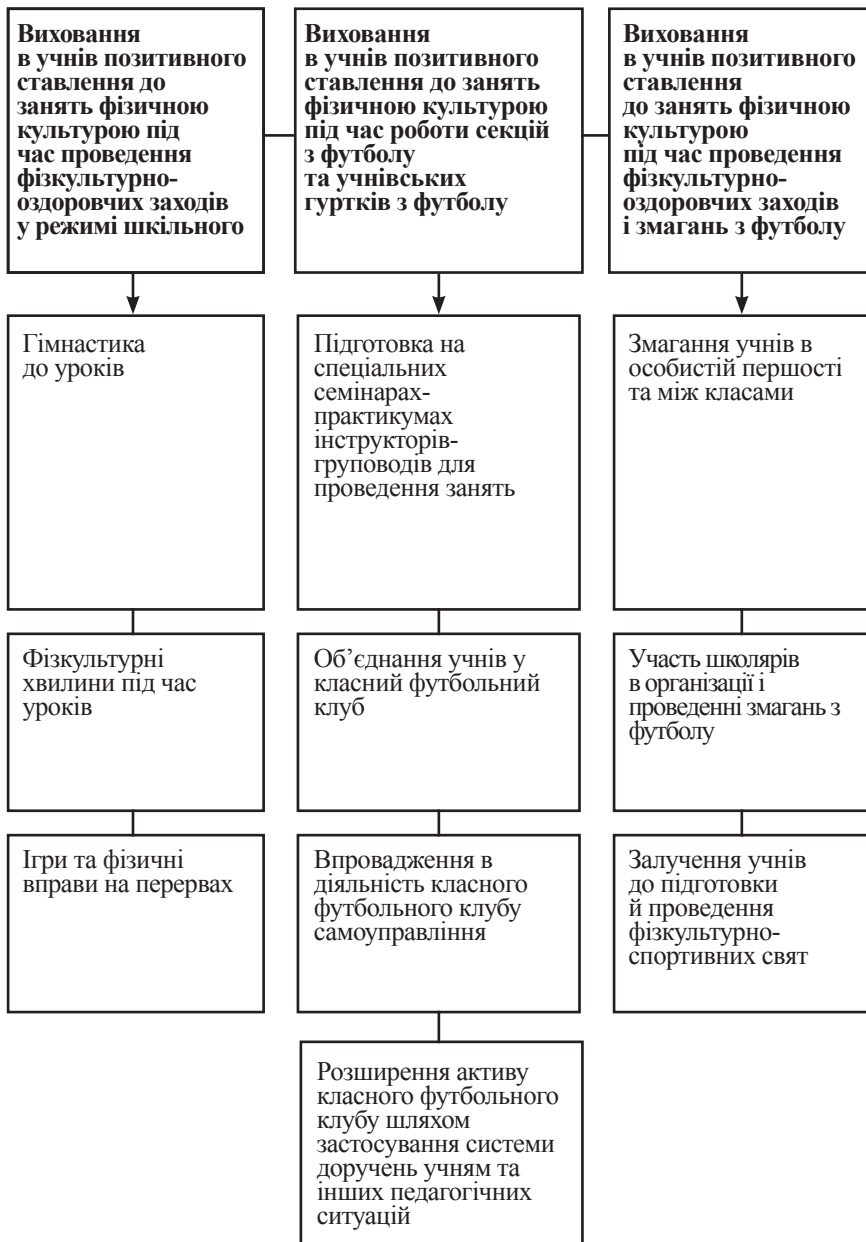 Виховання
в учнів позитивного
ставлення до
занять фізичною
культурою під
час проведення
фізкультурно-
оздоровчих заходів
у режимі шкільного
Виховання
в учнів позитивного
ставлення до занять
фізичною культурою
під час роботи секцій
з футболу
та учнівських
гуртків з футболу
Виховання
в учнів позитивного
ставлення
до занять фізичною
культурою
під час проведення
фізкультурно-
оздоровчих заходів
і змагань з футболу
Гімнастика
до уроків
Підготовка на
спеціальних
семінарах-
практикумах
інструкторів-
груповодів для
проведення занять
Змагання учнів в
особистій першості
та між класами
Фізкультурні
хвилини під час
уроків
Об’єднання учнів у
класний футбольний
клуб
Участь школярів
в організації і
проведенні змагань з
футболу
Ігри та фізичні
вправи на перервах
Впровадження в
діяльність класного
футбольного клубу
самоуправління
Залучення учнів
до підготовки
й проведення
фізкультурно-
спортивних свят
Розширення активу
класного футбольного
клубу шляхом
застосування системи
доручень учням та
інших педагогічних
ситуацій